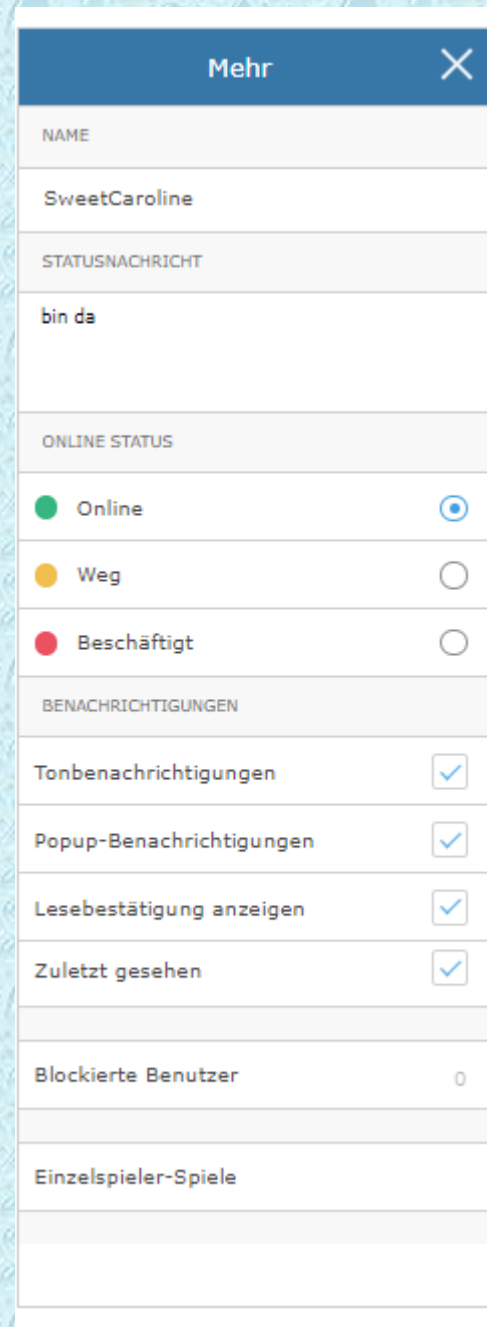 Mehr
NAME
SweetCaroline
STATUSNACHRICHT
bin da
ONLINE STATUS
Online
Weg
Beschäftigt
BENACHRICHTIGUNGEN
Tonbenachrichtigungen
Popup-Benachrichtigungen
Lesebestätigung anzeigen
Zuletzt gesehen
Blockierte Benutzer 0
Einzelspieler-Spiele